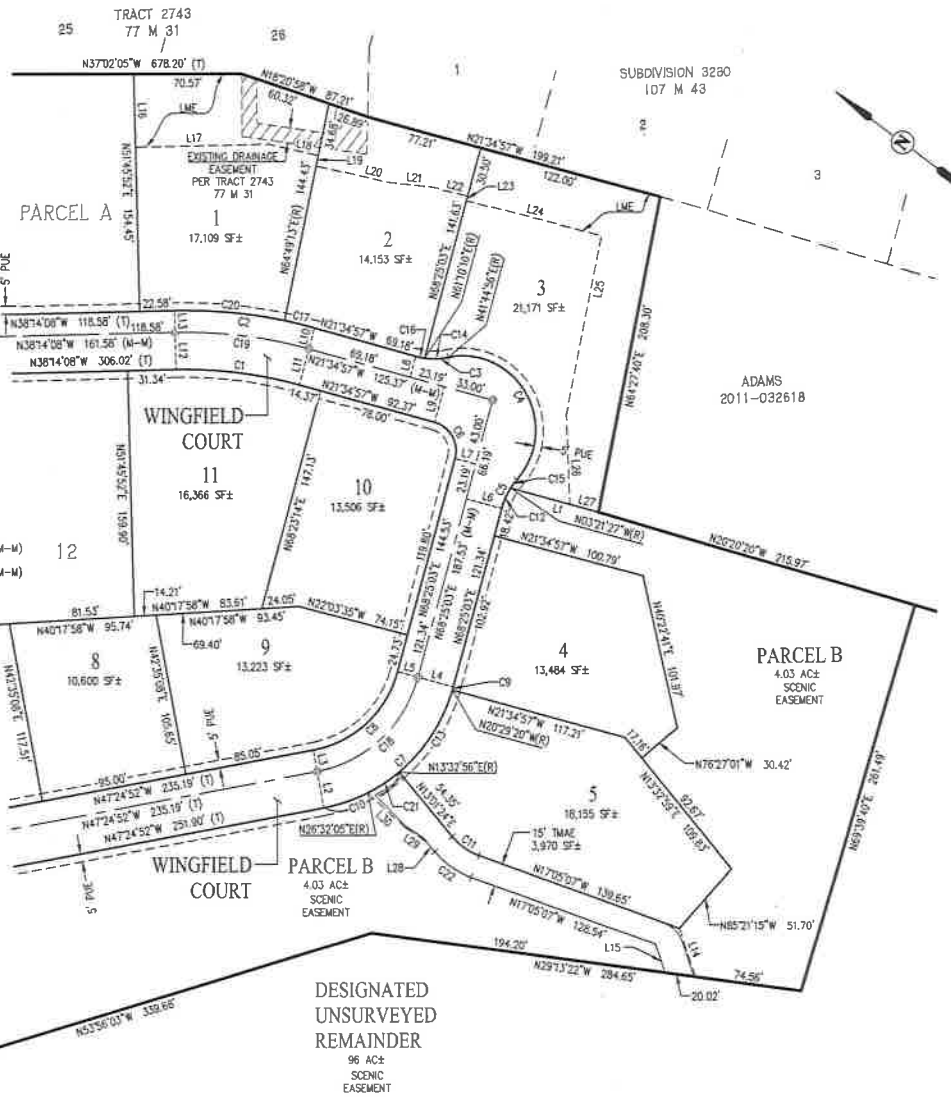 TRACT 2743
77 M 31
25
26
N37°02'05"W 678.20' (T)
70.57'
N18°20'58"W 87.21'
60.32'
126.89'
34.68'
1
SUBDIVISION 3280
107 M 43
2
3
N
77.21'
N21°34'57"W 199.21'
122.00'
30.50'
L16
LME
L17
L18
L19
L20
L21
L22
L23
L24
LME
L25
EXISTING DRAINAGE
EASEMENT
PER TRACT 2743
77 M 31
PARCEL A
N51°45'52"E 154.45'
1
17,109 SF±
N64°49'13"E(R) 144.43'
2
14,153 SF±
N68°25'03"E 141.63'
N61°10'10"E(R)
N41°44'56"E(R)
3
21,171 SF±
N64°27'40"E 208.30'
ADAMS
2011-032618
5' PUE
22.58'
C20
C17
N38°14'08"W 118.58' (T)
118.58'
L13
C2
N21°34'57"W
69.18'
C16
C14
N38°14'08"W 161.58' (M-M)
L12
C19
L10
69.18'
L8
23.19'
C3
N38°14'08"W 306.02' (T)
C1
L11
N21°34'57"W 125.37' (M-M)
33.00'
C4
31.34'
14.37'
N21°34'57"W 92.37'
78.00'
L9
43.00'
WINGFIELD
COURT
C6
L7
66.19'
23.19'
5' PUE
L26
C15
C5
L6
L1
L27
C12
N03°21'27"W(R)
18.42'
N51°45'52"E 159.90'
11
16,366 SF±
N68°23'14"E 147.13'
10
13,506 SF±
119.80'
N68°25'03"E 144.53'
N68°25'03"E 187.53' (M-M)
121.34'
N68°25'03"E 121.34'
102.92'
N21°34'57"W 100.79'
N20°20'20"W 215.97'
12
14.21'
81.53'
N40°17'58"W 83.61'
24.05'
N22°03'35"W 74.15'
N40°17'58"W 95.74'
N40°17'58"W 93.45'
69.40'
24.73'
8
10,600 SF±
9
13,223 SF±
N42°35'08"E 117.51'
N42°35'08"E 105.65'
4
13,484 SF±
N46°22'41"E 101.97'
PARCEL B
4.03 AC±
SCENIC
EASEMENT
L5
L4
C9
N21°34'57"W 117.21'
N20°29'20"W(R)
17.16'
N76°27'01"W 30.42'
5' PUE
85.05'
L3
C8
C18
C13
C7
95.00'
N47°24'52"W 235.19' (T)
N47°24'52"W 235.19' (T)
N47°24'52"W 251.90' (T)
L2
C10
C21
N13°32'56"E(R)
N26°32'05"E(R)
54.35'
N13°01'24"E
5
18,155 SF±
92.67'
N13°32'59"E 109.83'
N69°39'40"E 261.49'
L30
L29
L28
C11
C22
15' TMAE
3,970 SF±
N17°05'07"W 139.65'
N17°05'07"W 128.54'
N85°21'15"W 51.70'
WINGFIELD
COURT
PARCEL B
4.03 AC±
SCENIC
EASEMENT
5' PUE
194.20'
L15
L14
N29°13'22"W 284.65'
74.56'
20.02'
N53°56'03"W 339.68'
DESIGNATED
UNSURVEYED
REMAINDER
96 AC±
SCENIC
EASEMENT